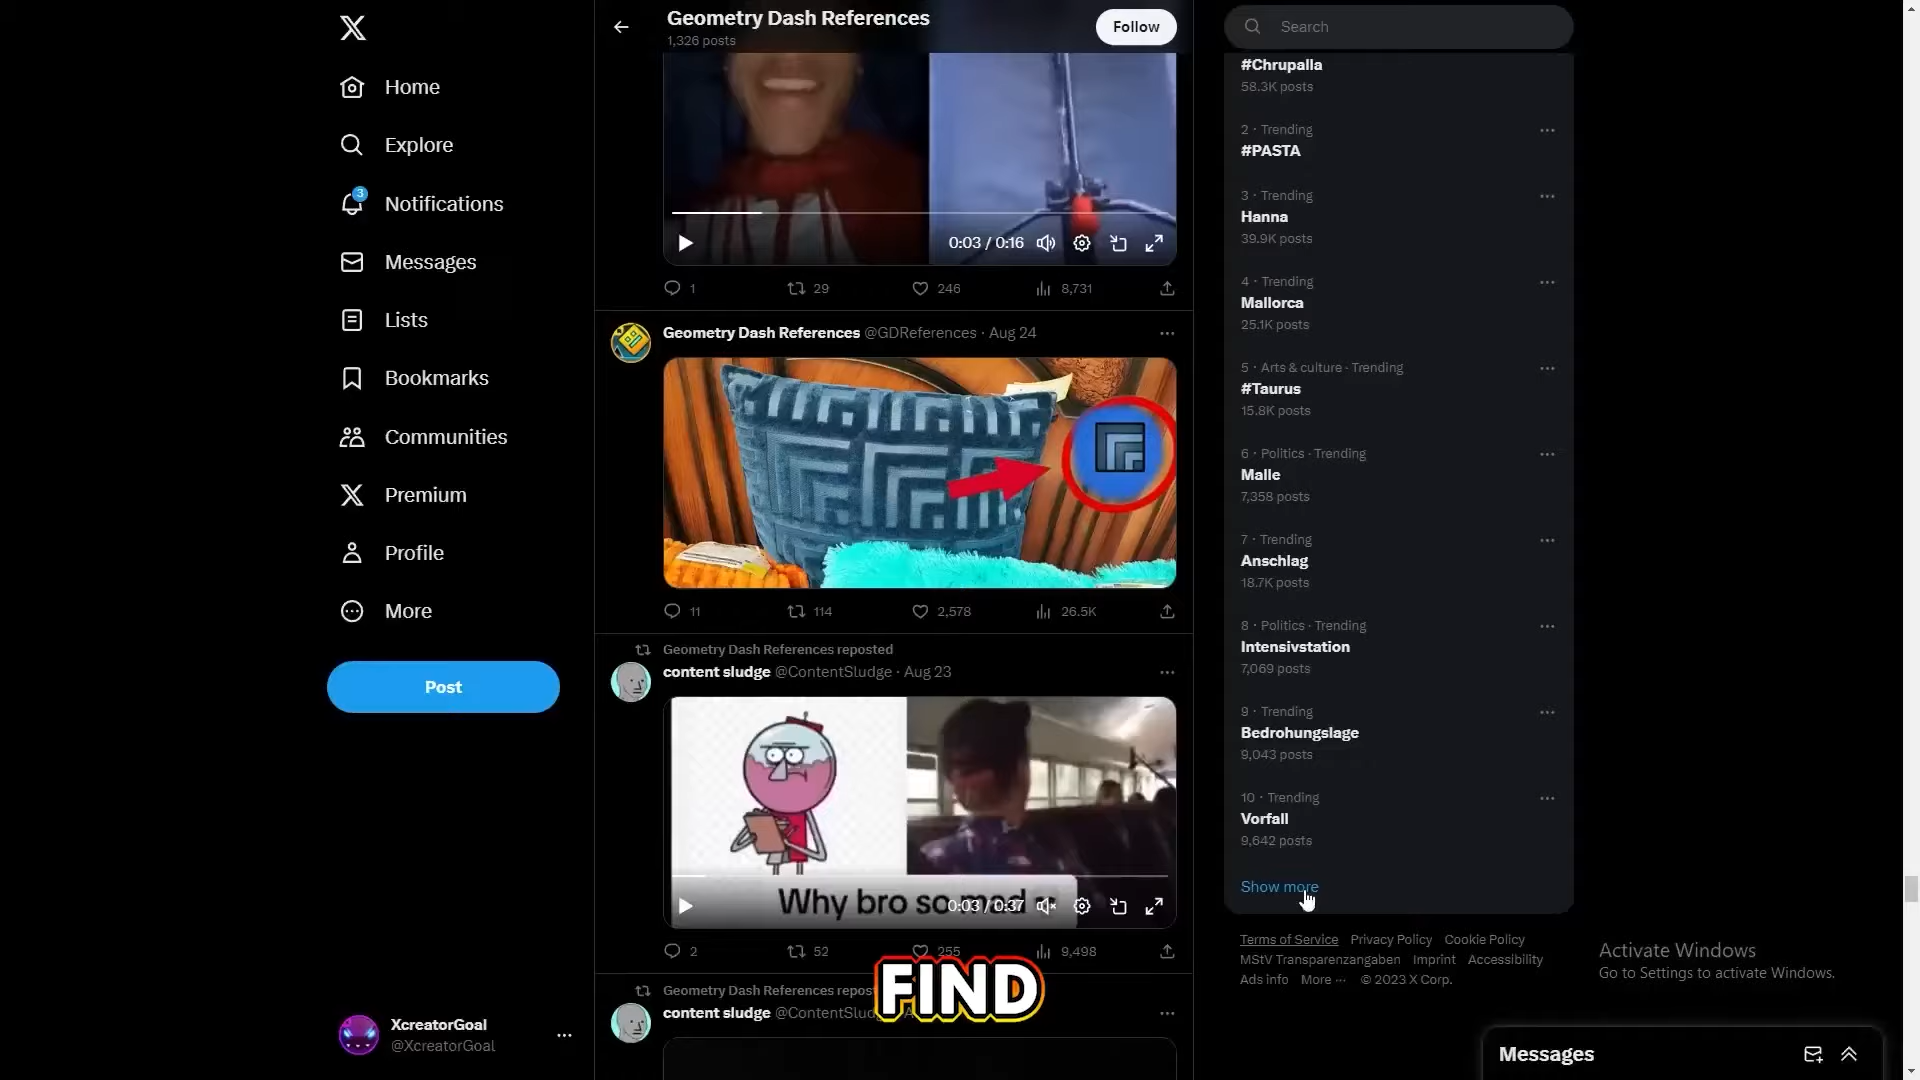 Home
Explore
3
Notifications
Messages
Lists
Bookmarks
Communities
Premium
Profile
More
Post
XcreatorGoal
@XcreatorGoal
Geometry Dash References
1,326 posts
Follow
0:03 / 0:16
1
29
246
8,731
Geometry Dash References @GDReferences · Aug 24
11
114
2,578
26.5K
Geometry Dash References reposted
content sludge @ContentSludge · Aug 23
Why bro so mad
0:03 / 0:37
2
52
255
9,498
FIND
Geometry Dash References
content sludge
Search
#Chrupalla
58.3K posts
2 · Trending
#PASTA
3 · Trending
Hanna
39.9K posts
4 · Trending
Mallorca
25.1K posts
5 · Arts & culture · Trending
#Taurus
15.8K posts
6 · Politics · Trending
Malle
7,358 posts
7 · Trending
Anschlag
18.7K posts
8 · Politics · Trending
Intensivstation
7,069 posts
9 · Trending
Bedrohungslage
9,043 posts
10 · Trending
Vorfall
9,642 posts
Show more
Terms of Service Privacy Policy Cookie Policy
MStV Transparenzangaben Imprint Accessibility
Ads info More ··· © 2023 X Corp.
Activate Windows
Go to Settings to activate Windows.
Messages